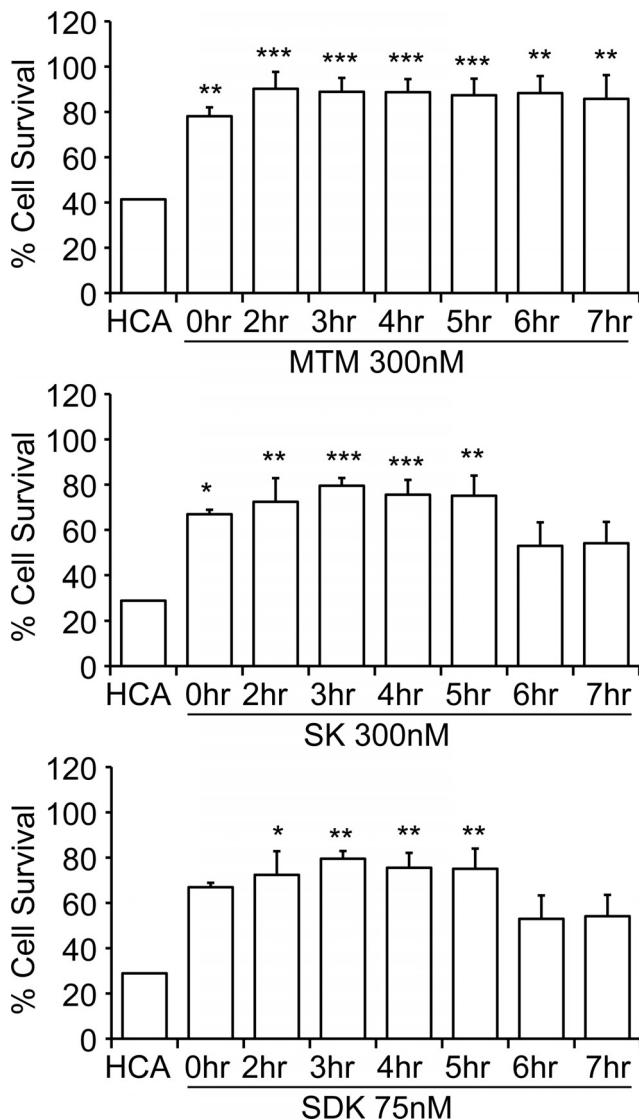 120
100
80
60
40
20
0
% Cell Survival
** *** *** *** *** ** **
HCA 0hr 2hr 3hr 4hr 5hr 6hr 7hr
MTM 300nM
120
100
80
60
40
20
0
% Cell Survival
* ** *** *** **
HCA 0hr 2hr 3hr 4hr 5hr 6hr 7hr
SK 300nM
120
100
80
60
40
20
0
% Cell Survival
* ** ** **
HCA 0hr 2hr 3hr 4hr 5hr 6hr 7hr
SDK 75nM